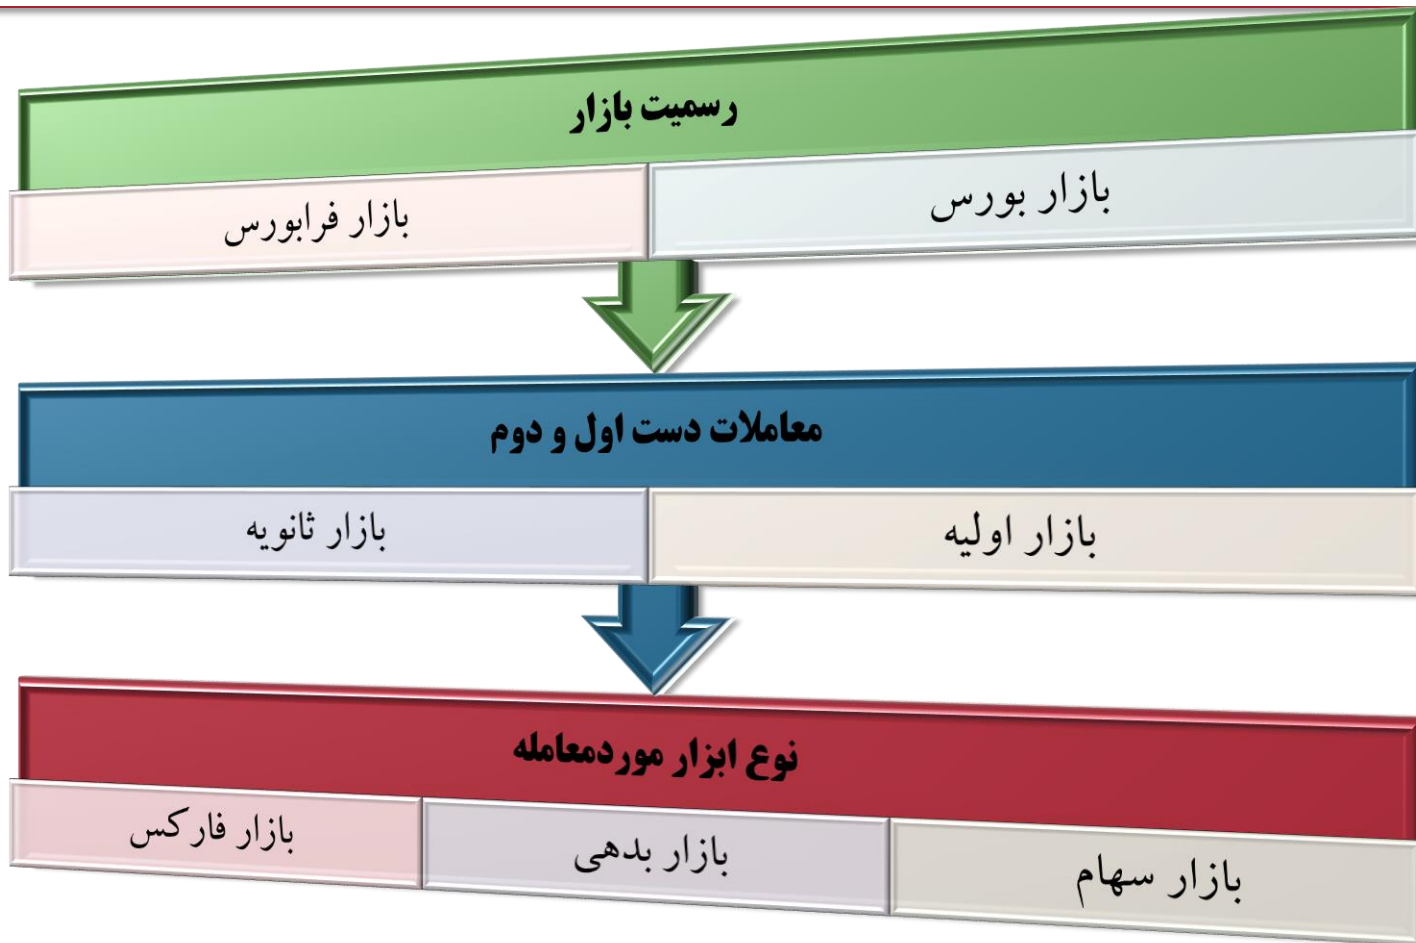 رسمیت بازار
بازار بورس
بازار فرابورس
معاملات دست اول و دوم
بازار اولیه
بازار ثانویه
نوع ابزار موردمعامله
بازار سهام
بازار بدهی
بازار فارکس